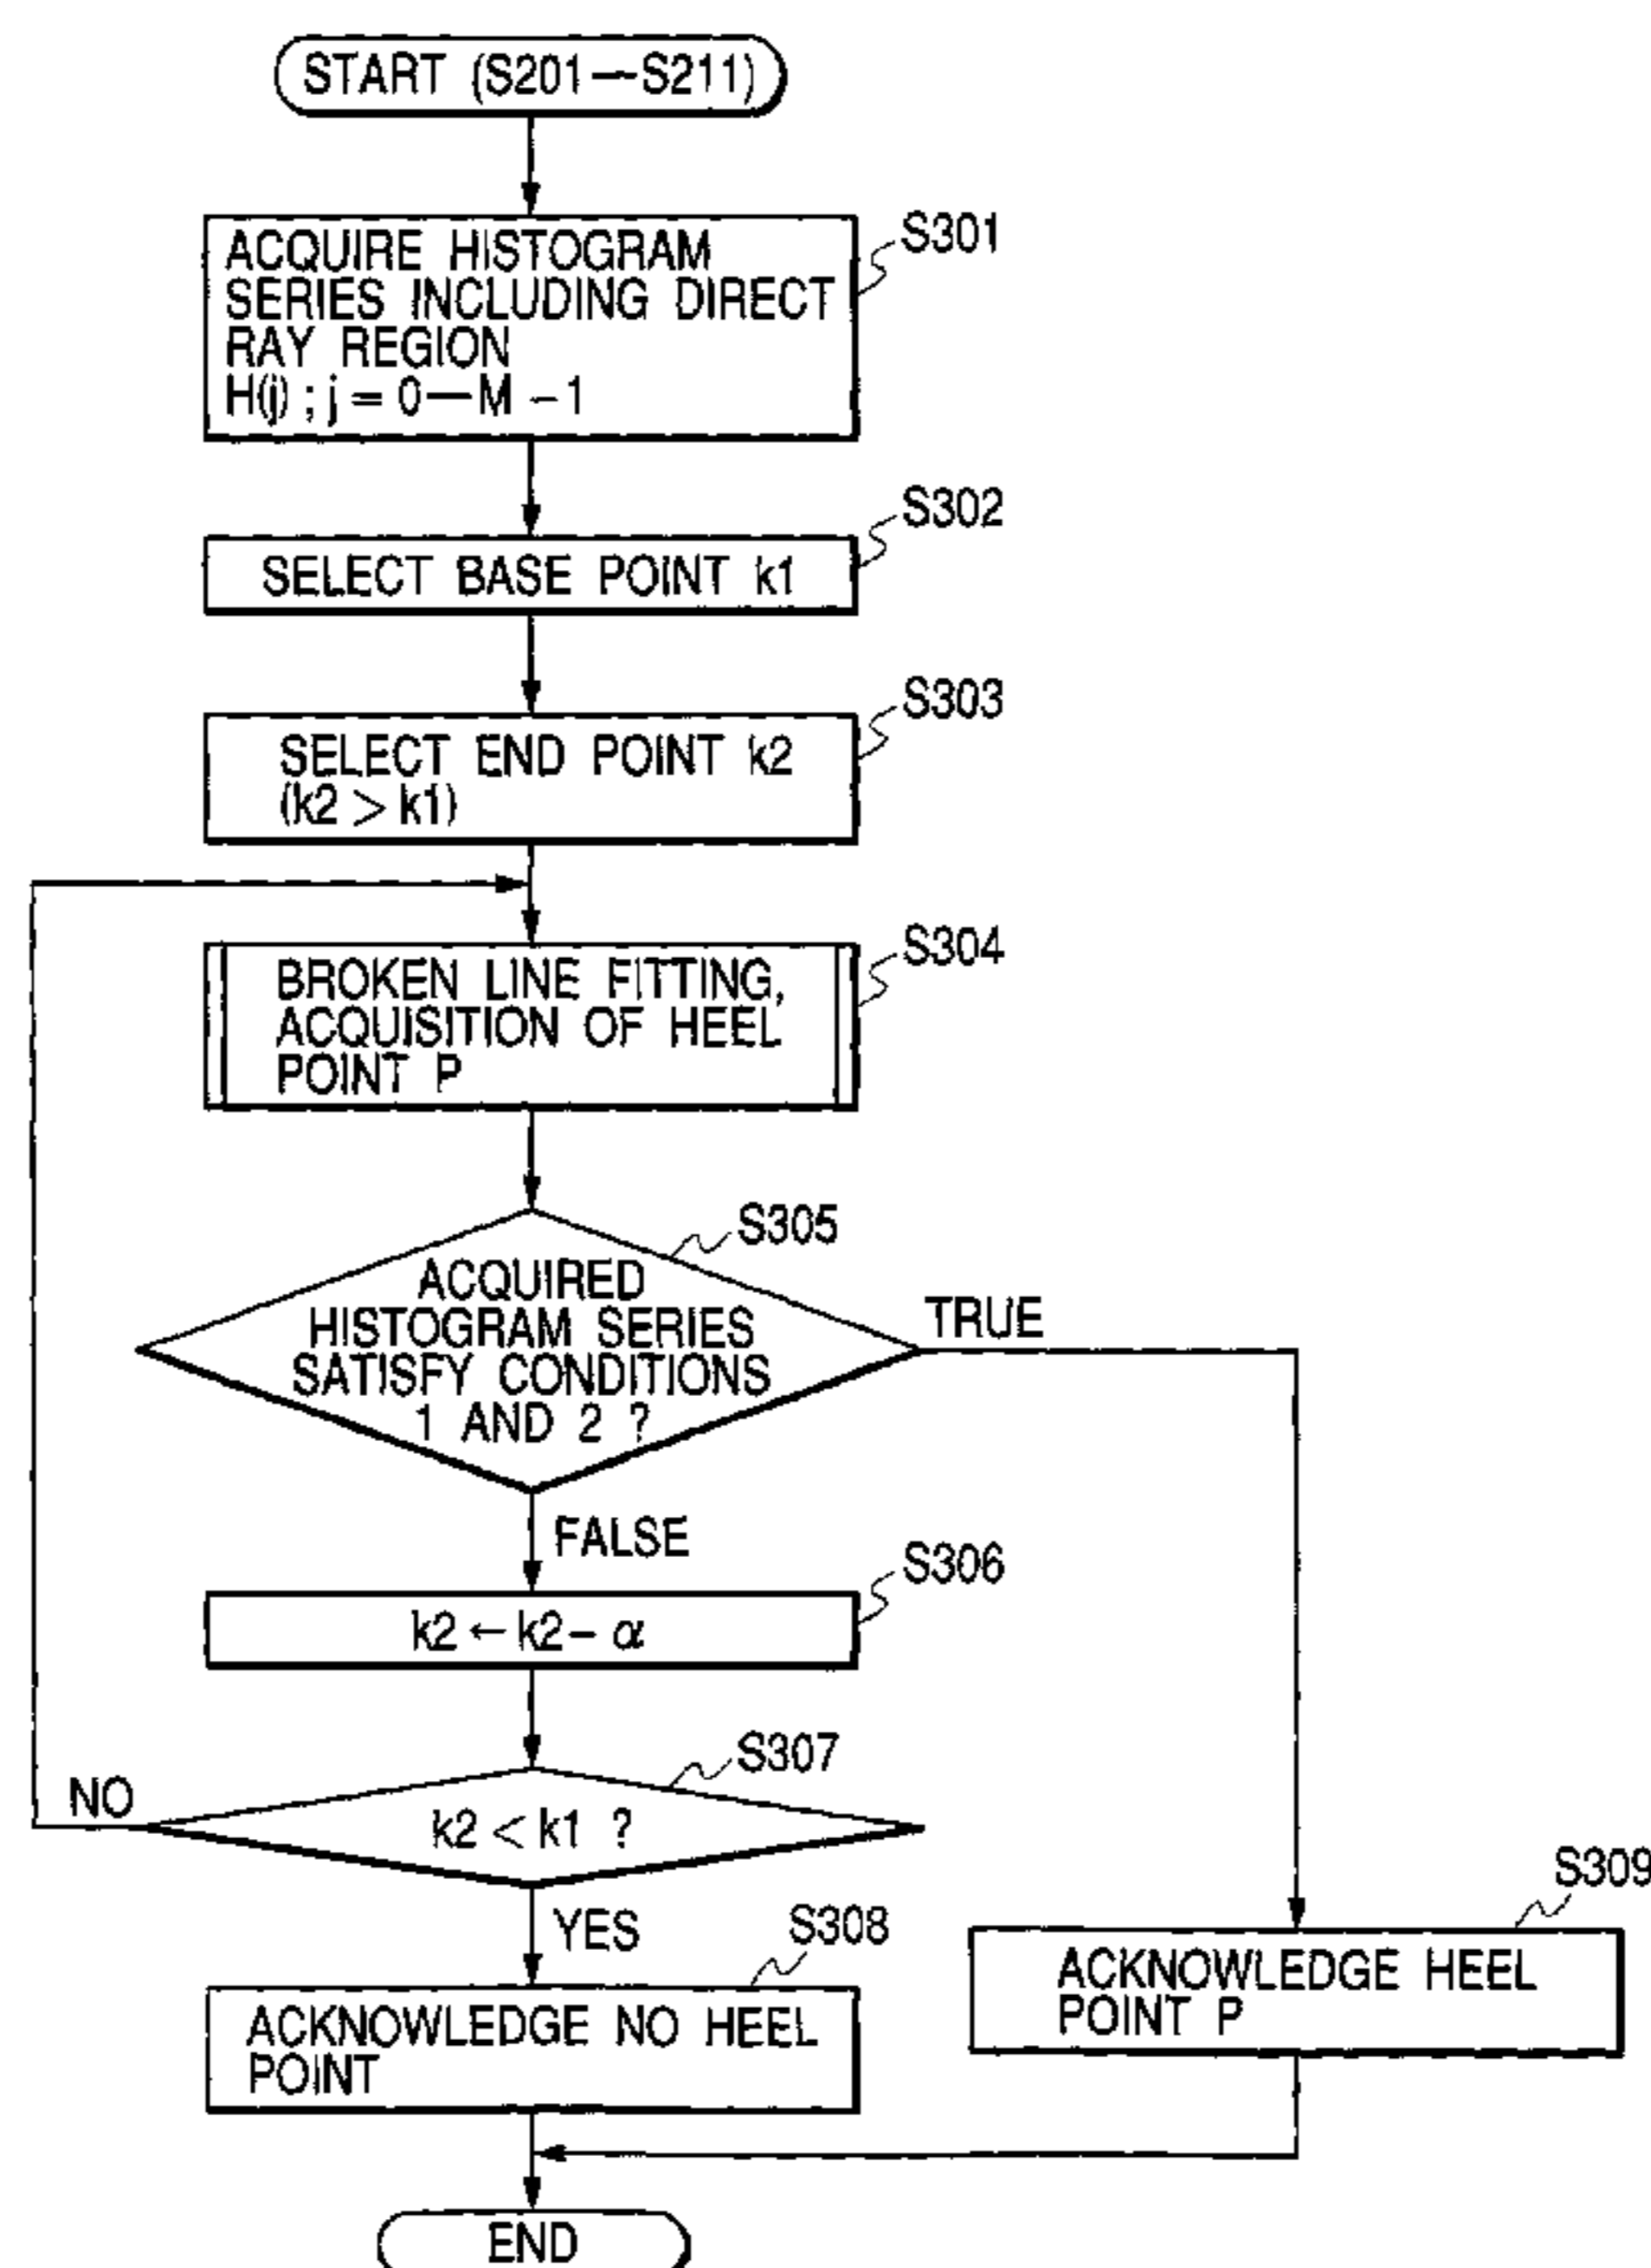 START (S201—S211)
S301
ACQUIRE HISTOGRAM
SERIES INCLUDING DIRECT
RAY REGION
H(j) ; j = 0—M −1
S302
SELECT BASE POINT k1
S303
SELECT END POINT k2
(k2 > k1)
S304
BROKEN LINE FITTING,
ACQUISITION OF HEEL
POINT P
S305
ACQUIRED
HISTOGRAM SERIES
SATISFY CONDITIONS
1 AND 2 ?
TRUE
FALSE
S306
k2 ← k2− α
S307
k2 < k1 ?
NO
YES
S308
ACKNOWLEDGE NO HEEL
POINT
S309
ACKNOWLEDGE HEEL
POINT P
END